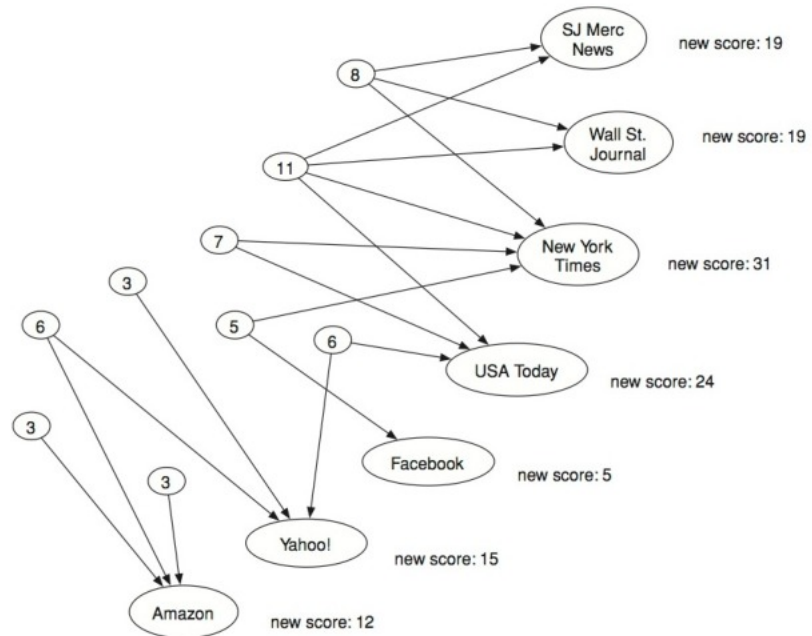 SJ Merc
News
new score: 19
8
Wall St.
Journal
new score: 19
11
7
New York
Times
new score: 31
3
6
5
6
USA Today
new score: 24
3
Facebook
new score: 5
3
Yahoo!
new score: 15
Amazon
new score: 12